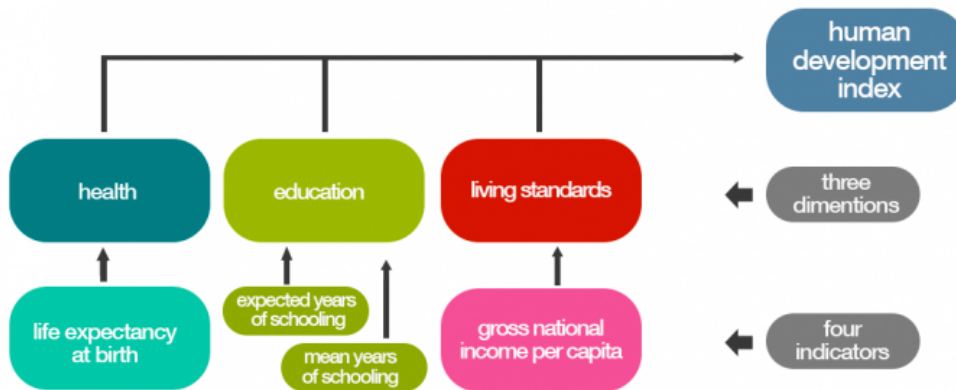 human
development
index
health
education
living standards
three
dimentions
life expectancy
at birth
expected years
of schooling
mean years
of schooling
gross national
income per capita
four
indicators